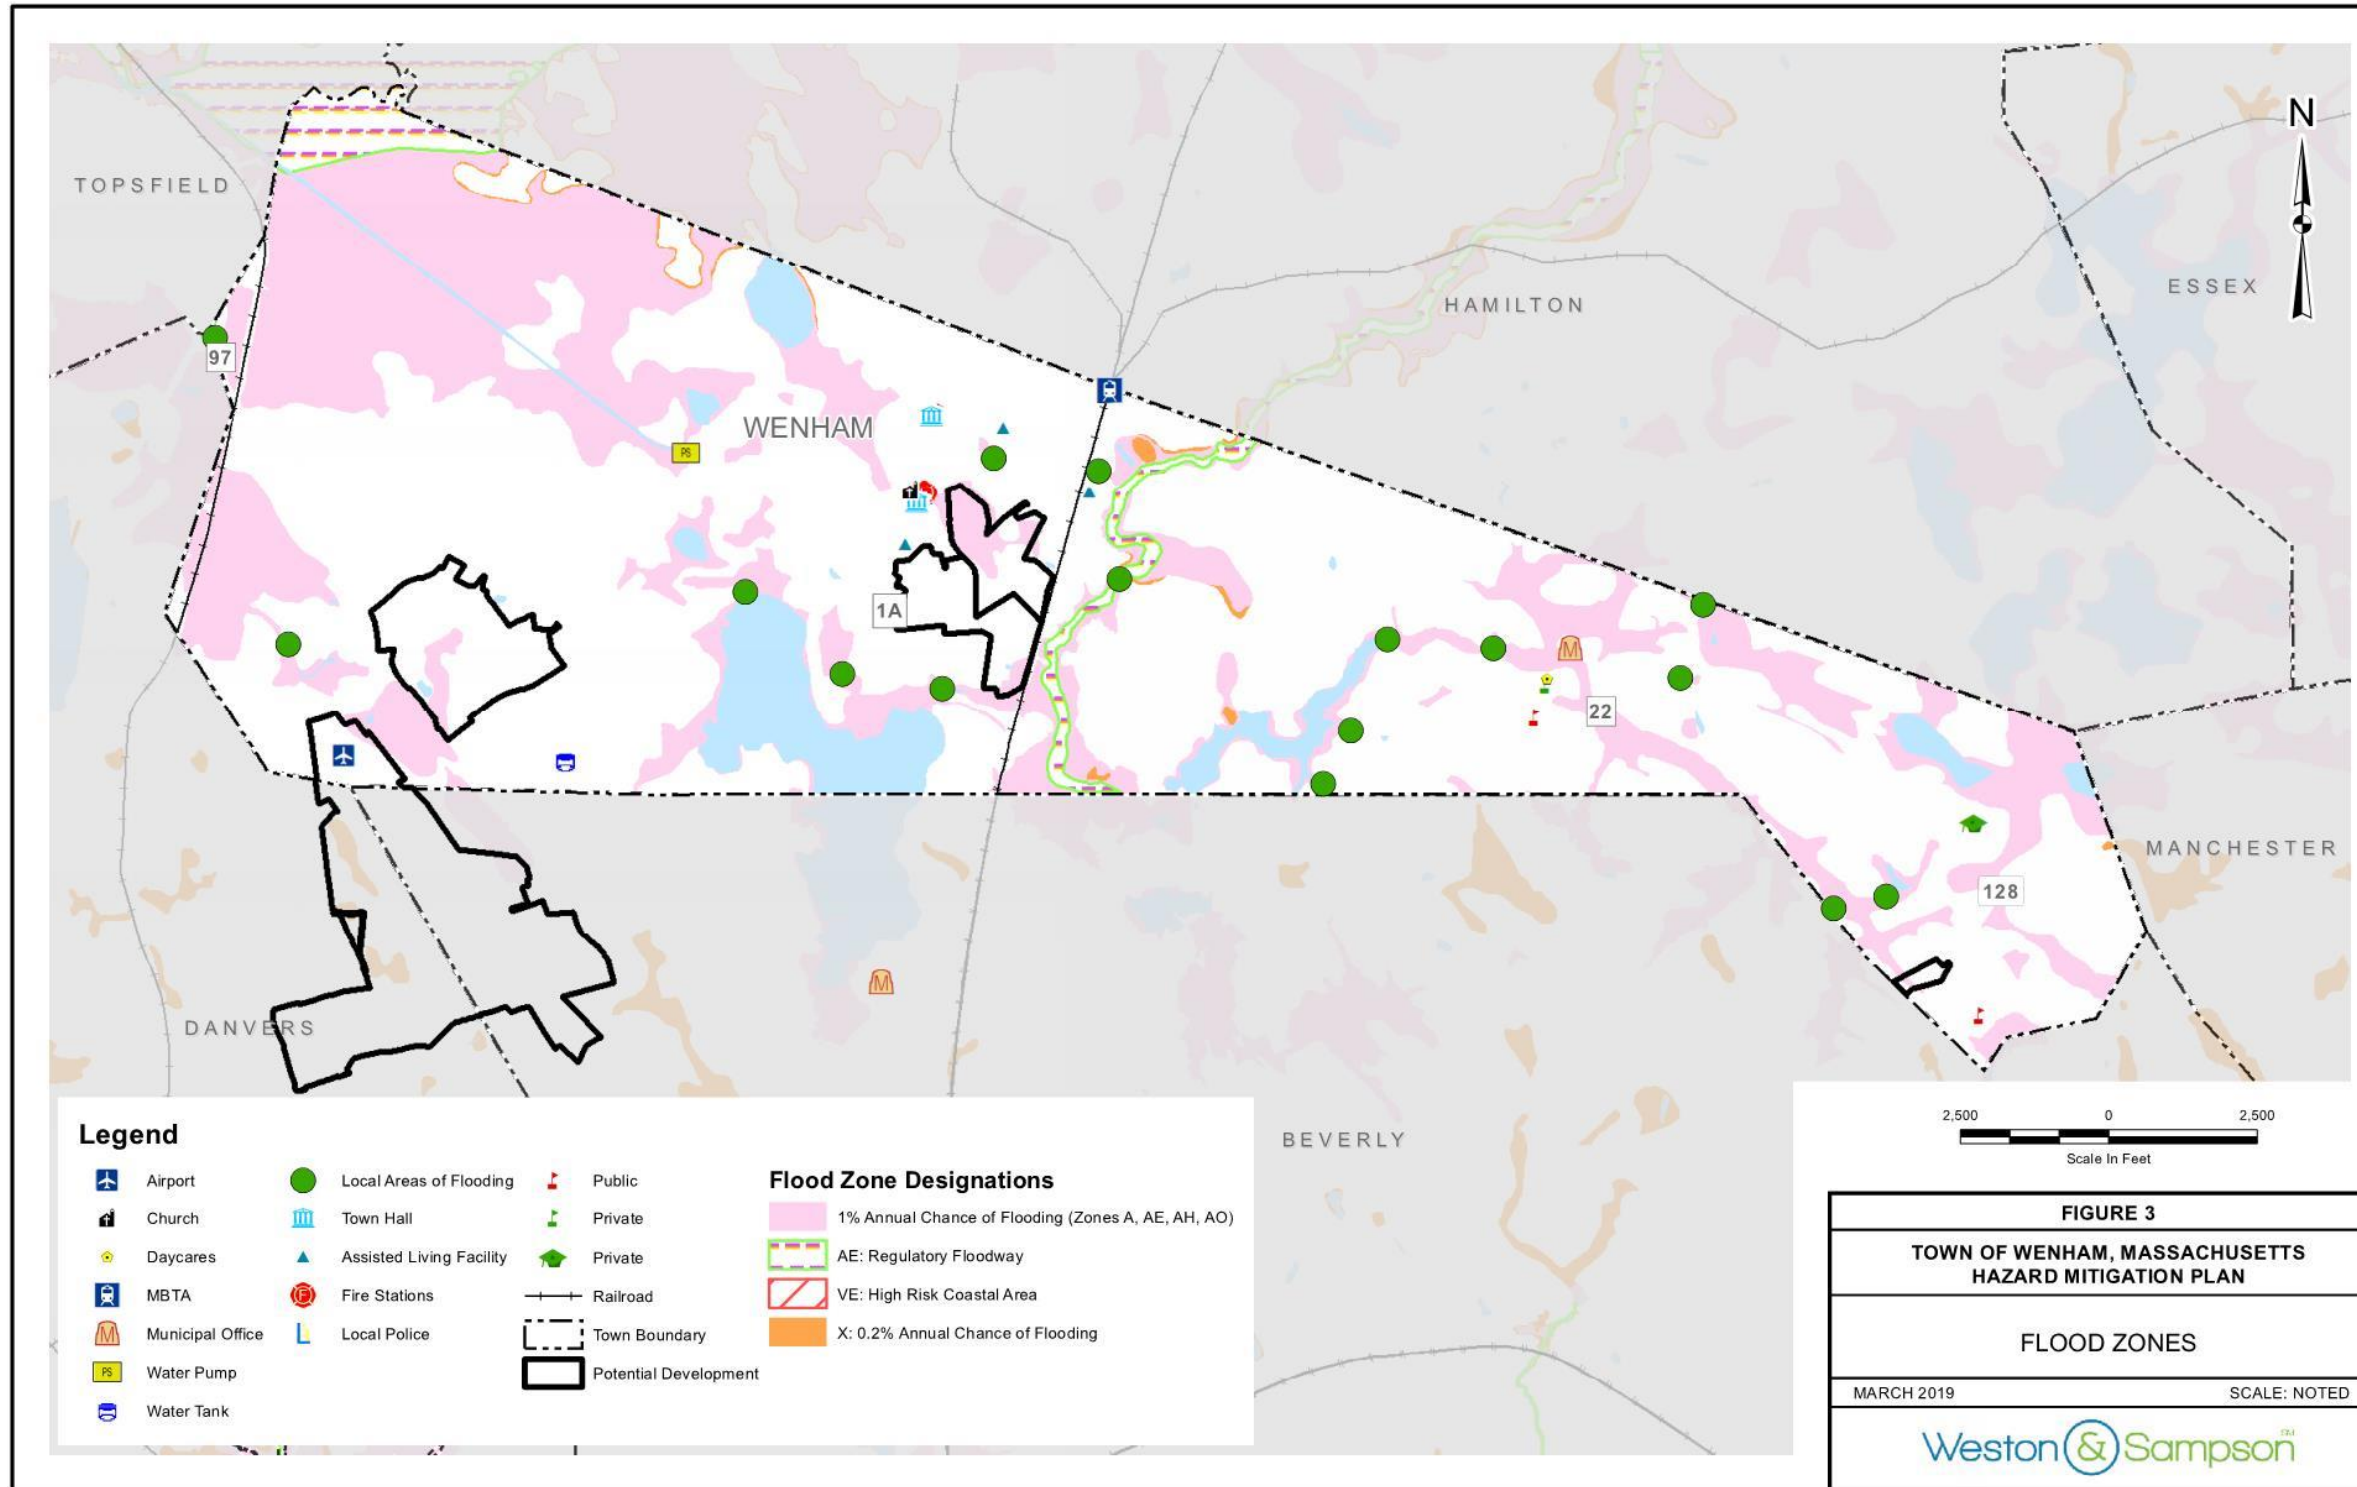 N
TOPSFIELD
ESSEX
HAMILTON
97
WENHAM
PS
1A
M
22
MANCHESTER
128
M
DANVERS
BEVERLY
Legend
Airport
Church
Daycares
MBTA
M Municipal Office
PS Water Pump
Water Tank
Local Areas of Flooding
Town Hall
Assisted Living Facility
F Fire Stations
L Local Police
Public
Private
Private
Railroad
Town Boundary
Potential Development
Flood Zone Designations
1% Annual Chance of Flooding (Zones A, AE, AH, AO)
AE: Regulatory Floodway
VE: High Risk Coastal Area
X: 0.2% Annual Chance of Flooding
2,500 0 2,500
Scale In Feet
FIGURE 3
TOWN OF WENHAM, MASSACHUSETTS
HAZARD MITIGATION PLAN
FLOOD ZONES
MARCH 2019 SCALE: NOTED
Weston & Sampson SM